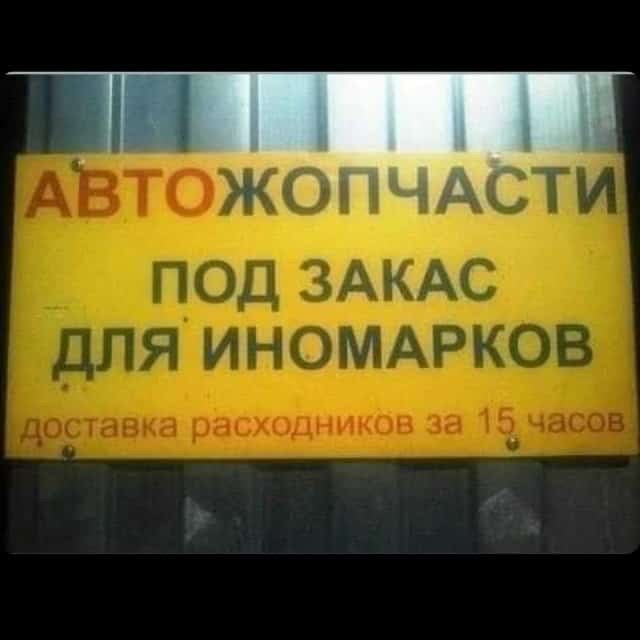 АВТОЖОПЧАСТИ
ПОД ЗАКАС
ДЛЯ ИНОМАРКОВ
доставка расходников за 15 часов